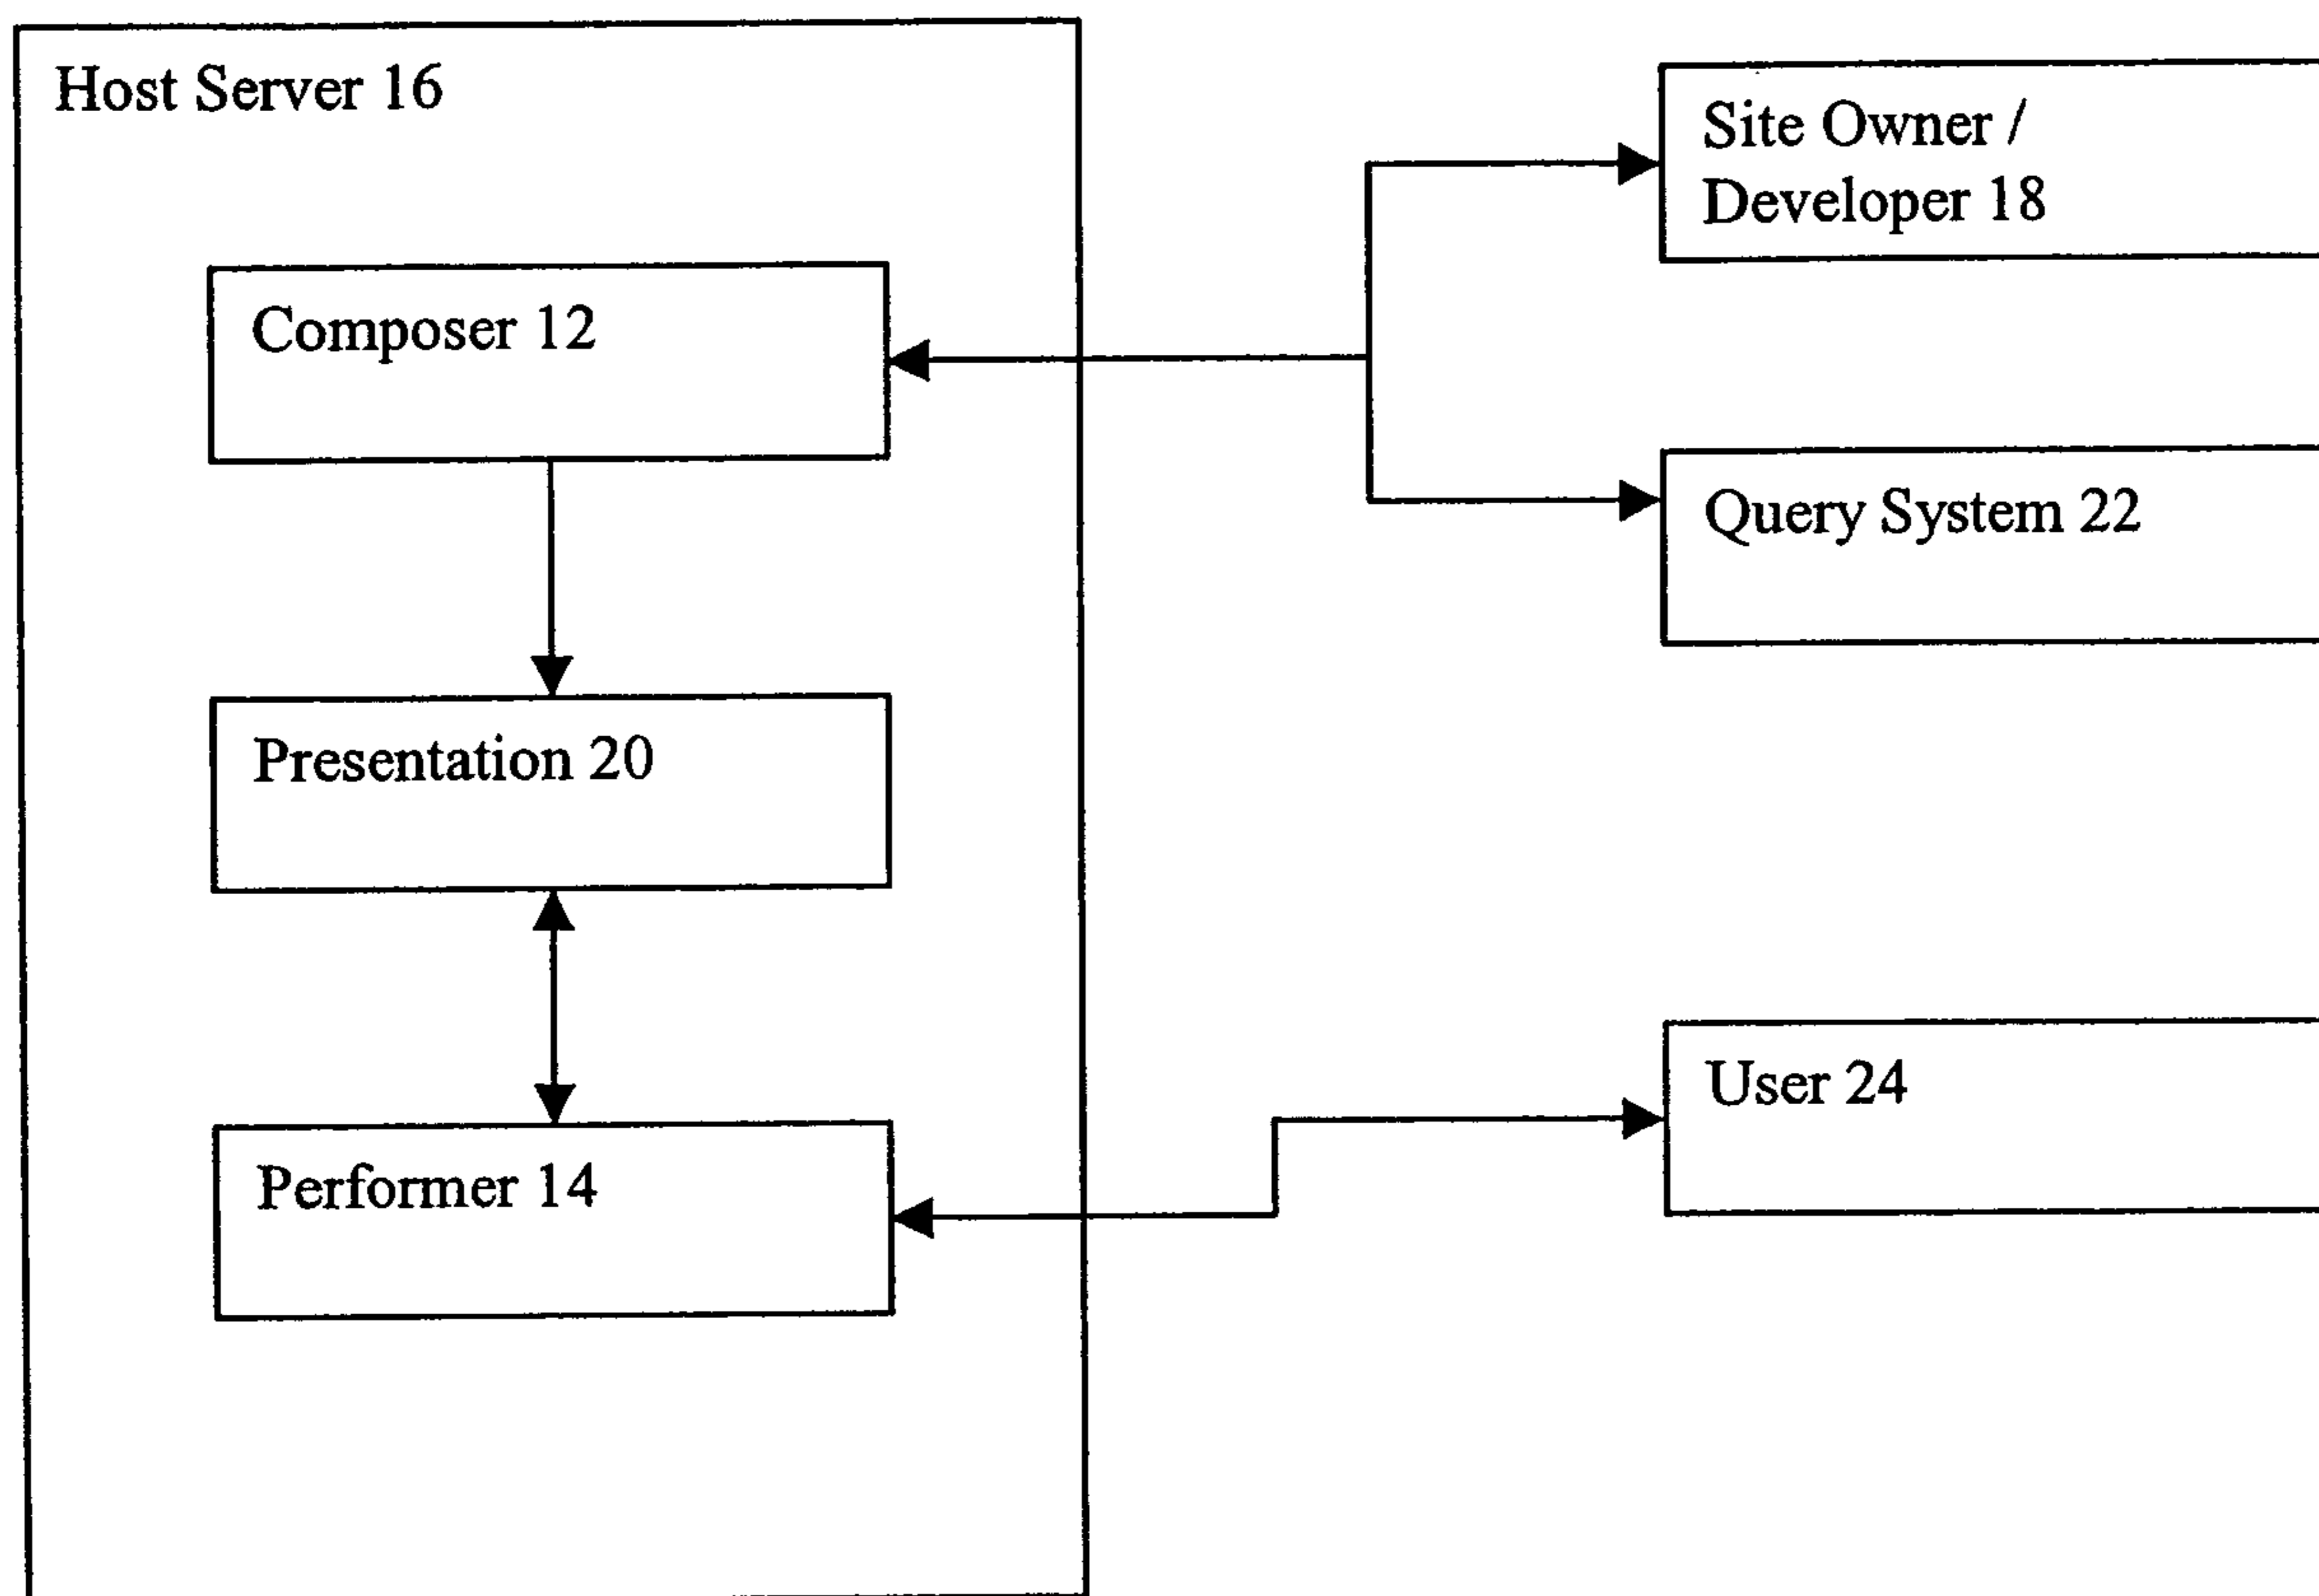 Host Server 16
Site Owner /
Developer 18
Composer 12
Query System 22
Presentation 20
User 24
Performer 14